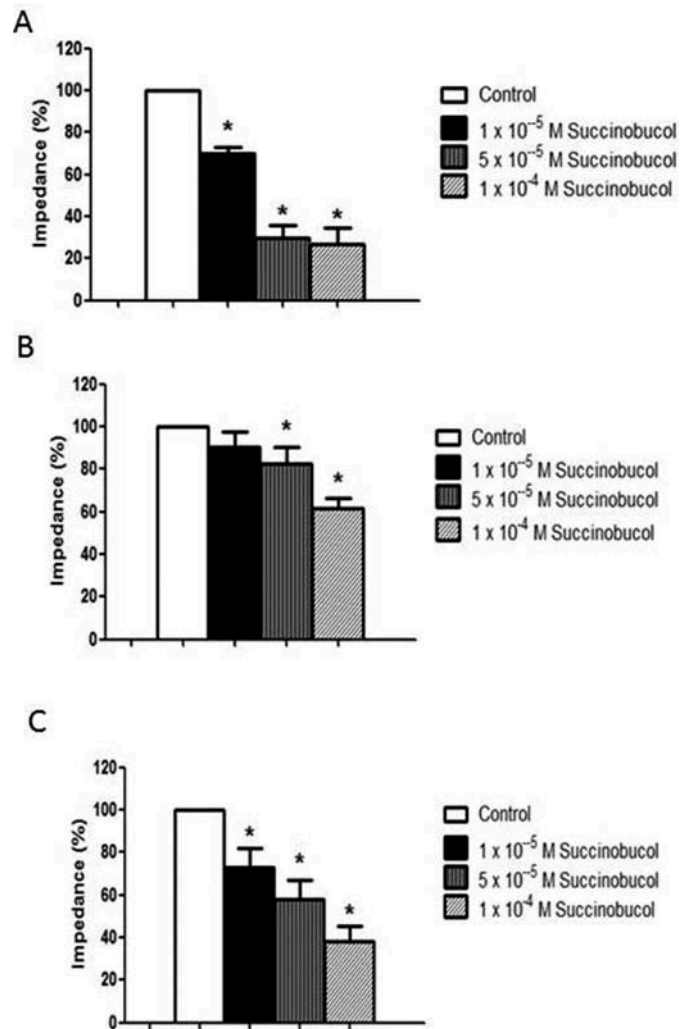 A
120
100
80
60
40
20
0
Impedance (%)
*
*
*
Control
1 x 10⁻⁵ M Succinobucol
5 x 10⁻⁵ M Succinobucol
1 x 10⁻⁴ M Succinobucol
B
120
100
80
60
40
20
0
Impedance (%)
*
*
Control
1 x 10⁻⁵ M Succinobucol
5 x 10⁻⁵ M Succinobucol
1 x 10⁻⁴ M Succinobucol
C
120
100
80
60
40
20
0
Impedance (%)
*
*
*
Control
1 x 10⁻⁵ M Succinobucol
5 x 10⁻⁵ M Succinobucol
1 x 10⁻⁴ M Succinobucol